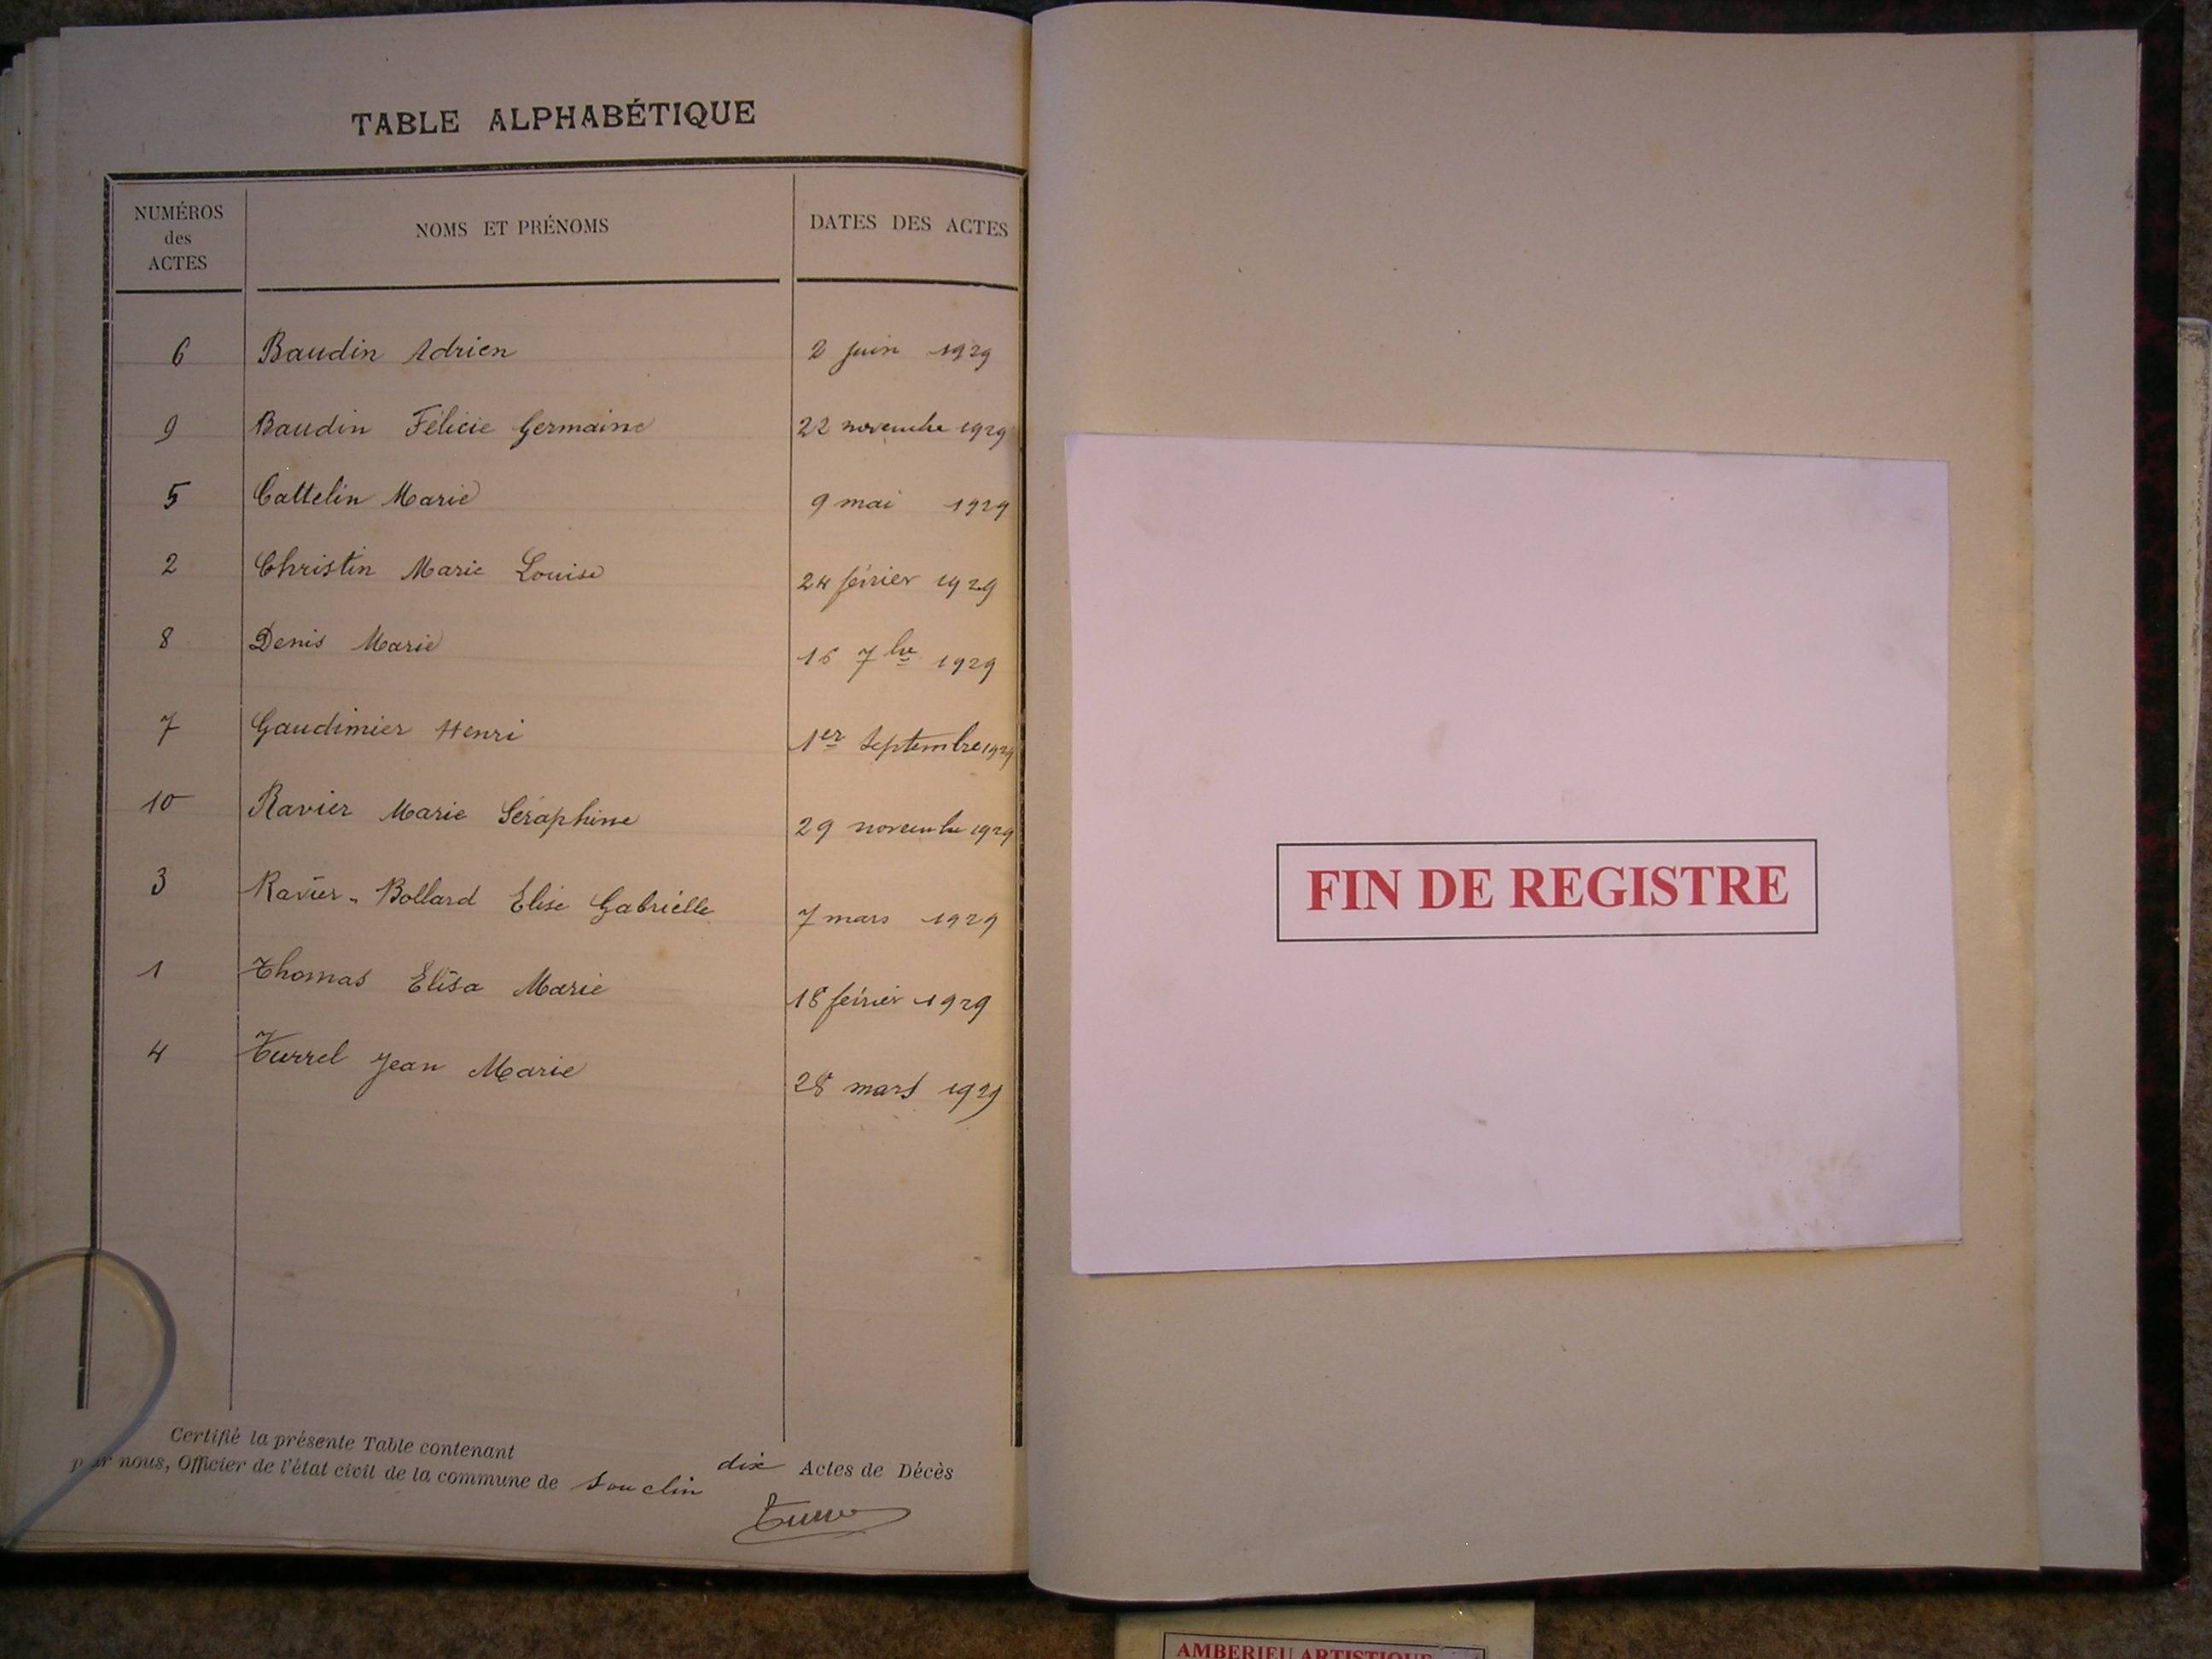 TABLE ALPHABÉTIQUE
NUMÉROS
des
ACTES
NOMS ET PRÉNOMS
DATES DES ACTES
6 Baudin Adrien 2 juin 1929
9 Baudin Félicie Germaine 22 novembre 1929
5 Cattelin Marie 9 mai 1929
2 Christin Marie Louise 24 février 1929
8 Denis Marie 16 7bre 1929
7 Gaudimier Henri 1er Septembre 1929
10 Ravier Marie Séraphine 29 novembre 1929
3 Ravier-Bollard Elise Gabrielle 7 mars 1929
1 Thomas Elisa Marie 18 février 1929
4 Turrel Jean Marie 28 mars 1929
Certifié la présente Table contenant dix Actes de Décès
par nous, Officier de l'état civil de la commune de Souclin
FIN DE REGISTRE
AMBERIEU ARTISTIQUE